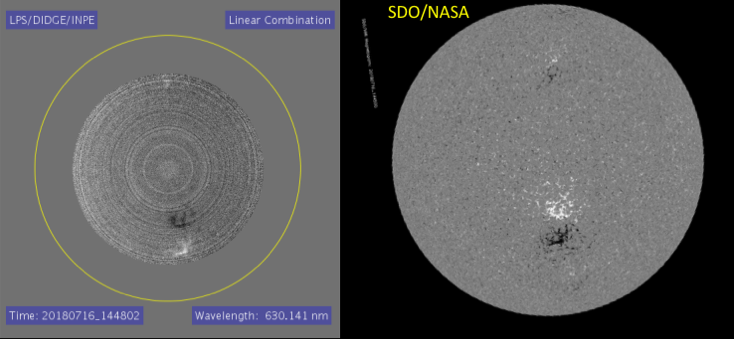 LPS/DIDGE/INPE
Linear Combination
SDO/NASA
Time: 20180716_144802
Wavelength: 630.141 nm